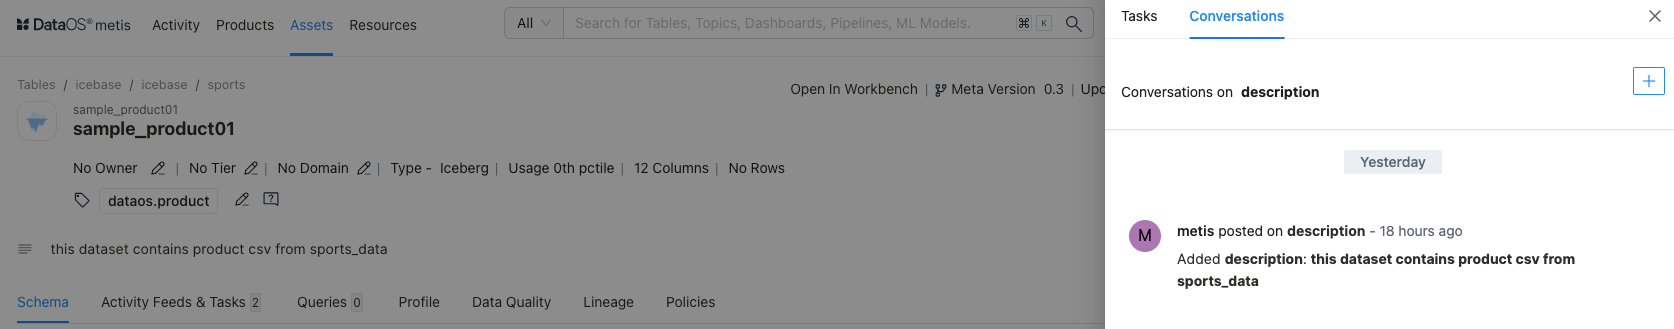 DataOS® metis Activity Products Assets Resources
All Search for Tables, Topics, Dashboards, Pipelines, ML Models. ⌘ K
Tables / icebase / icebase / sports
Open In Workbench | Meta Version 0.3 | Upd
sample_product01
sample_product01
No Owner | No Tier | No Domain | Type - Iceberg | Usage 0th pctile | 12 Columns | No Rows
dataos.product
this dataset contains product csv from sports_data
Schema Activity Feeds & Tasks 2 Queries 0 Profile Data Quality Lineage Policies
Tasks Conversations
Conversations on description
Yesterday
M
metis posted on description - 18 hours ago
Added description: this dataset contains product csv from
sports_data